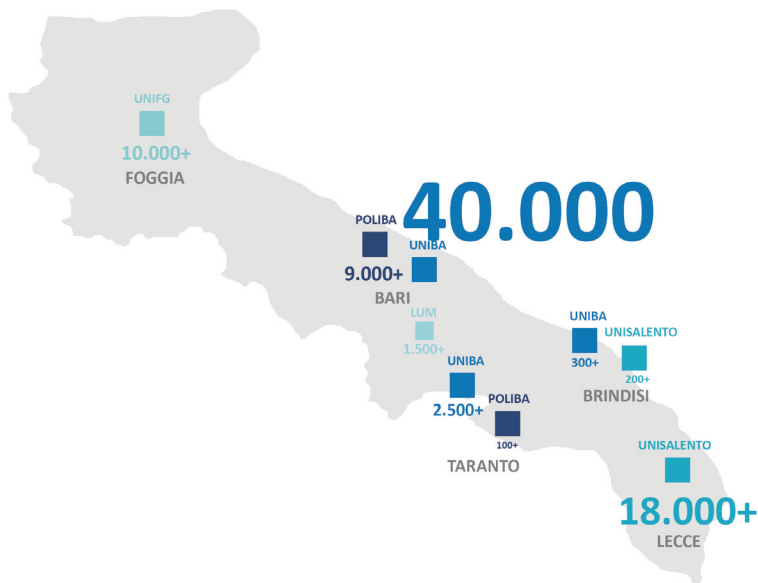 UNIFG
10.000+
FOGGIA
40.000
POLIBA
UNIBA
9.000+
BARI
LUM
1.500+
UNIBA
2.500+
POLIBA
100+
TARANTO
UNIBA
300+
UNISALENTO
200+
BRINDISI
UNISALENTO
18.000+
LECCE